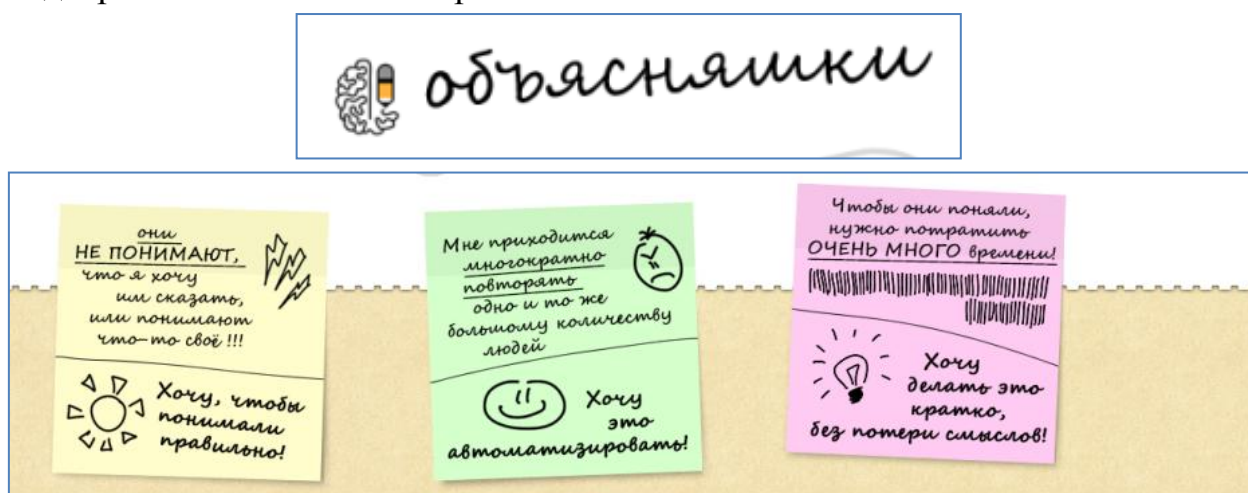 объясняшки
они
НЕ ПОНИМАЮТ,
что я хочу
им сказать,
или понимают
что-то своё !!!
Хочу, чтобы
понимали
правильно!
Мне приходится
многократно
повторять
одно и то же
большому количеству
людей
Хочу
это
автоматизировать!
Чтобы они поняли,
нужно потратить
ОЧЕНЬ МНОГО времени!
Хочу
делать это
кратко,
без потери смыслов!